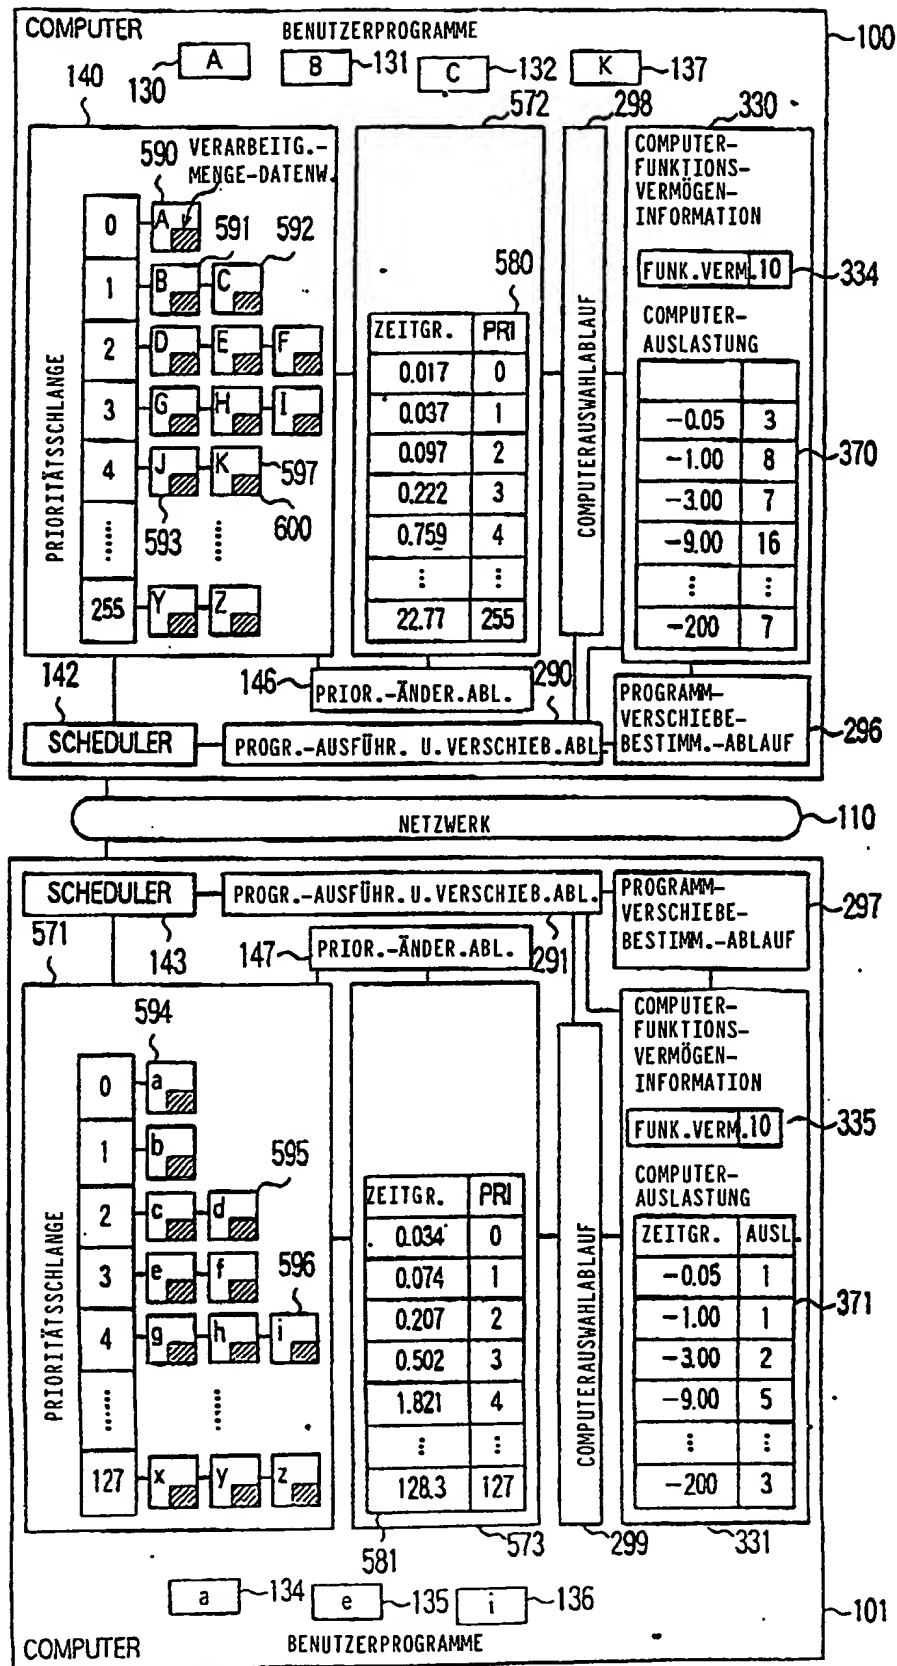 COMPUTER BENUTZERPROGRAMME
100
A
B
131
C
132
K
137
130
140
572
298
330
590
VERARBEITG.-
MENGE-DATENW.
PRIORITÄTSSCHLANGE
0
A
591
592
1
B
C
2
D
E
F
3
G
H
I
4
J
K
597
593
600
255
Y
Z
580
ZEITGR. PRI
0.017 0
0.037 1
0.097 2
0.222 3
0.759 4
⋮ ⋮
22.77 255
COMPUTERAUSWAHLABLAUF
COMPUTER-
FUNKTIONS-
VERMÖGEN-
INFORMATION
FUNK.VERM .10
334
COMPUTER-
AUSLASTUNG
-0.05 3
-1.00 8
-3.00 7
-9.00 16
⋮ ⋮
-200 7
370
142
146
PRIOR.-ÄNDER.ABL.
290
SCHEDULER
PROGR.-AUSFÜHR. U.VERSCHIEB.ABL
PROGRAMM-
VERSCHIEBE-
BESTIMM.-ABLAUF
296
NETZWERK
110
SCHEDULER
PROGR.-AUSFÜHR.U.VERSCHIEB.ABL.
PROGRAMM-
VERSCHIEBE-
BESTIMM.-ABLAUF
297
571
143
147
PRIOR.-ÄNDER.ABL.
291
PRIORITÄTSSCHLANGE
594
0
a
1
b
595
2
c
d
596
3
e
f
4
g
h
i
127
x
y
z
ZEITGR. PRI
0.034 0
0.074 1
0.207 2
0.502 3
1.821 4
⋮ ⋮
128.3 127
581
573
COMPUTERAUSWAHLABLAUF
299
COMPUTER-
FUNKTIONS-
VERMÖGEN-
INFORMATION
FUNK.VERM .10
335
COMPUTER-
AUSLASTUNG
ZEITGR. AUSL.
-0.05 1
-1.00 1
-3.00 2
-9.00 5
⋮ ⋮
-200 3
371
331
a
134
e
135
i
136
101
COMPUTER BENUTZERPROGRAMME